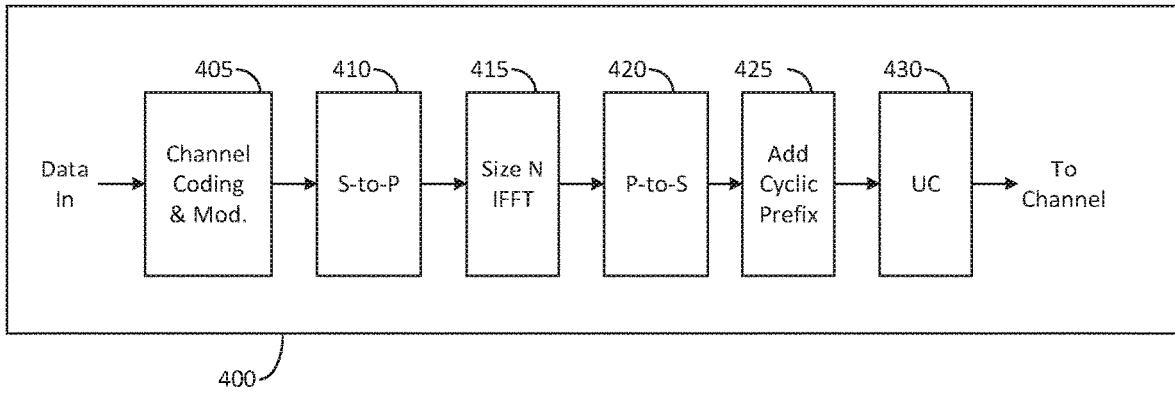 405
410
415
420
425
430
Data
In
Channel
Coding
& Mod.
S-to-P
Size N
IFFT
P-to-S
Add
Cyclic
Prefix
UC
To
Channel
400